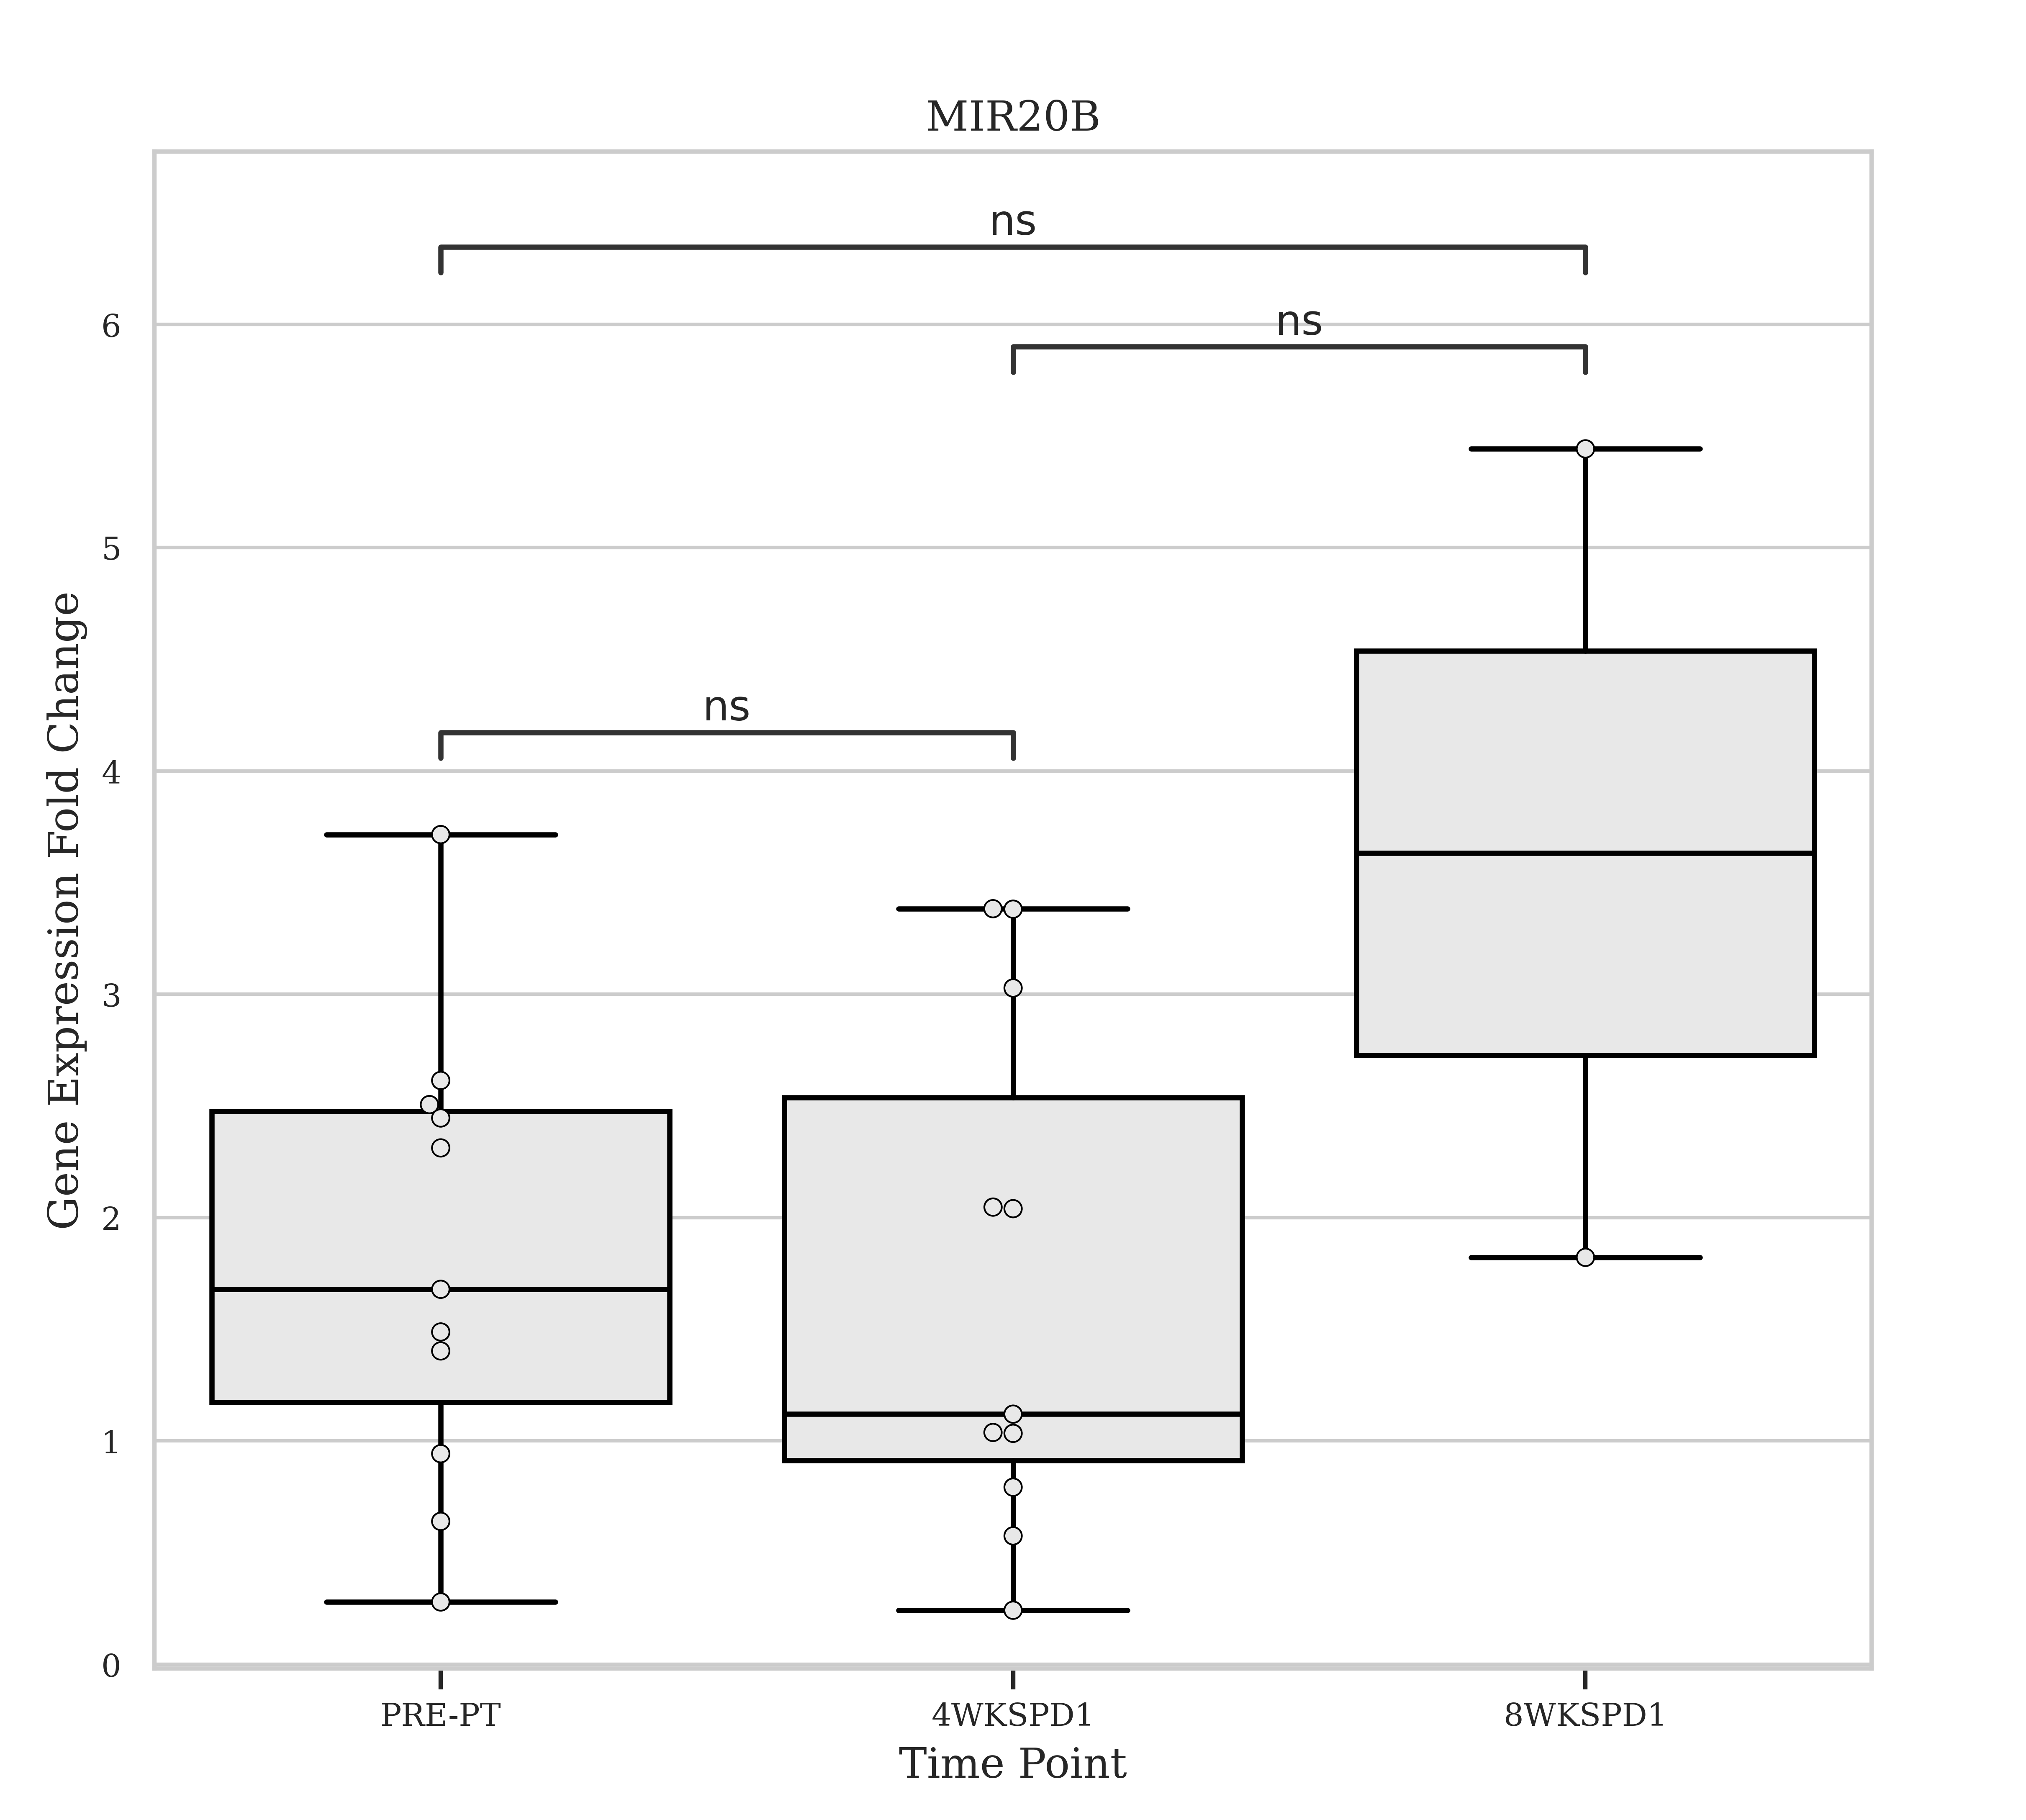 MIR20B
ns
ns
ns
Gene Expression Fold Change
6
5
4
3
2
1
0
PRE-PT
4WKSPD1
8WKSPD1
Time Point